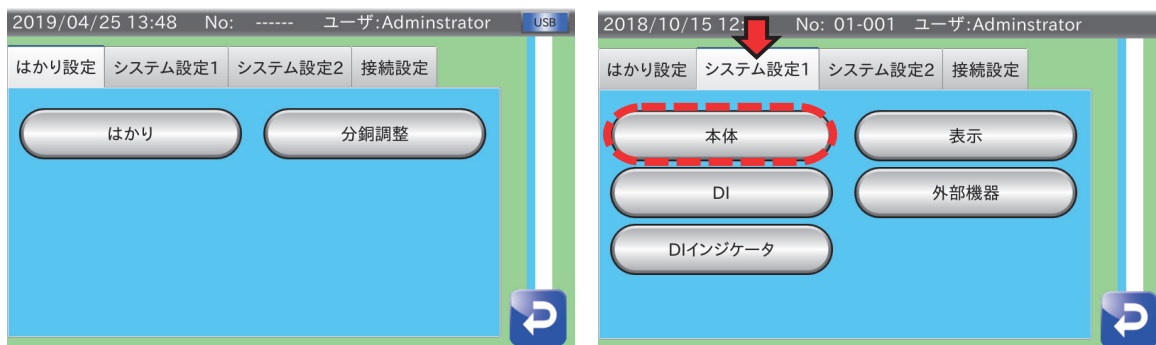 2019/04/25 13:48 No: ------ ユーザ:Adminstrator USB
はかり設定 システム設定1 システム設定2 接続設定
はかり 分銅調整
2018/10/15 12: No: 01-001 ユーザ:Adminstrator
はかり設定 システム設定1 システム設定2 接続設定
本体 表示
DI 外部機器
DIインジケータ